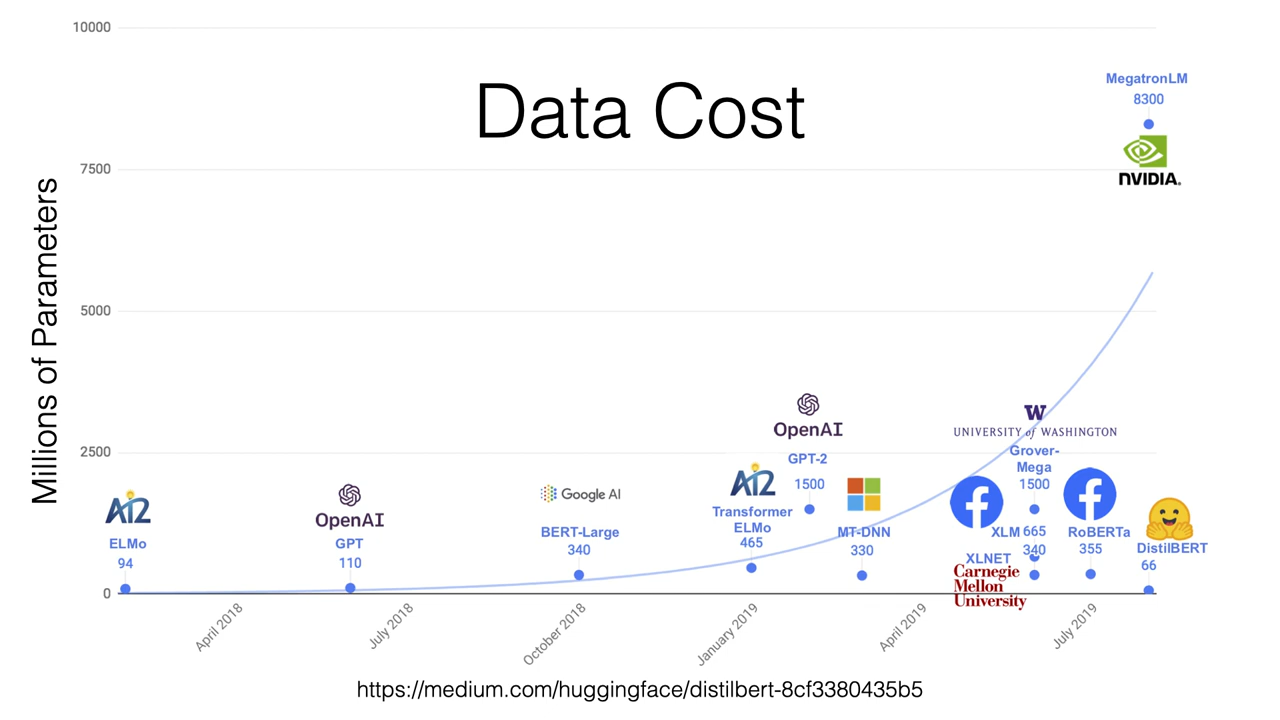 Data Cost
Millions of Parameters
10000
7500
5000
2500
0
April 2018
July 2018
October 2018
January 2019
April 2019
July 2019
AI2
ELMo
94
OpenAI
GPT
110
Google AI
BERT-Large
340
AI2
Transformer
ELMo
465
OpenAI
GPT-2
1500
MT-DNN
330
UNIVERSITY of WASHINGTON
W
Grover-
Mega
1500
XLM 665
XLNET 340
Carnegie
Mellon
University
RoBERTa
355
MegatronLM
8300
NVIDIA.
DistilBERT
66
https://medium.com/huggingface/distilbert-8cf3380435b5